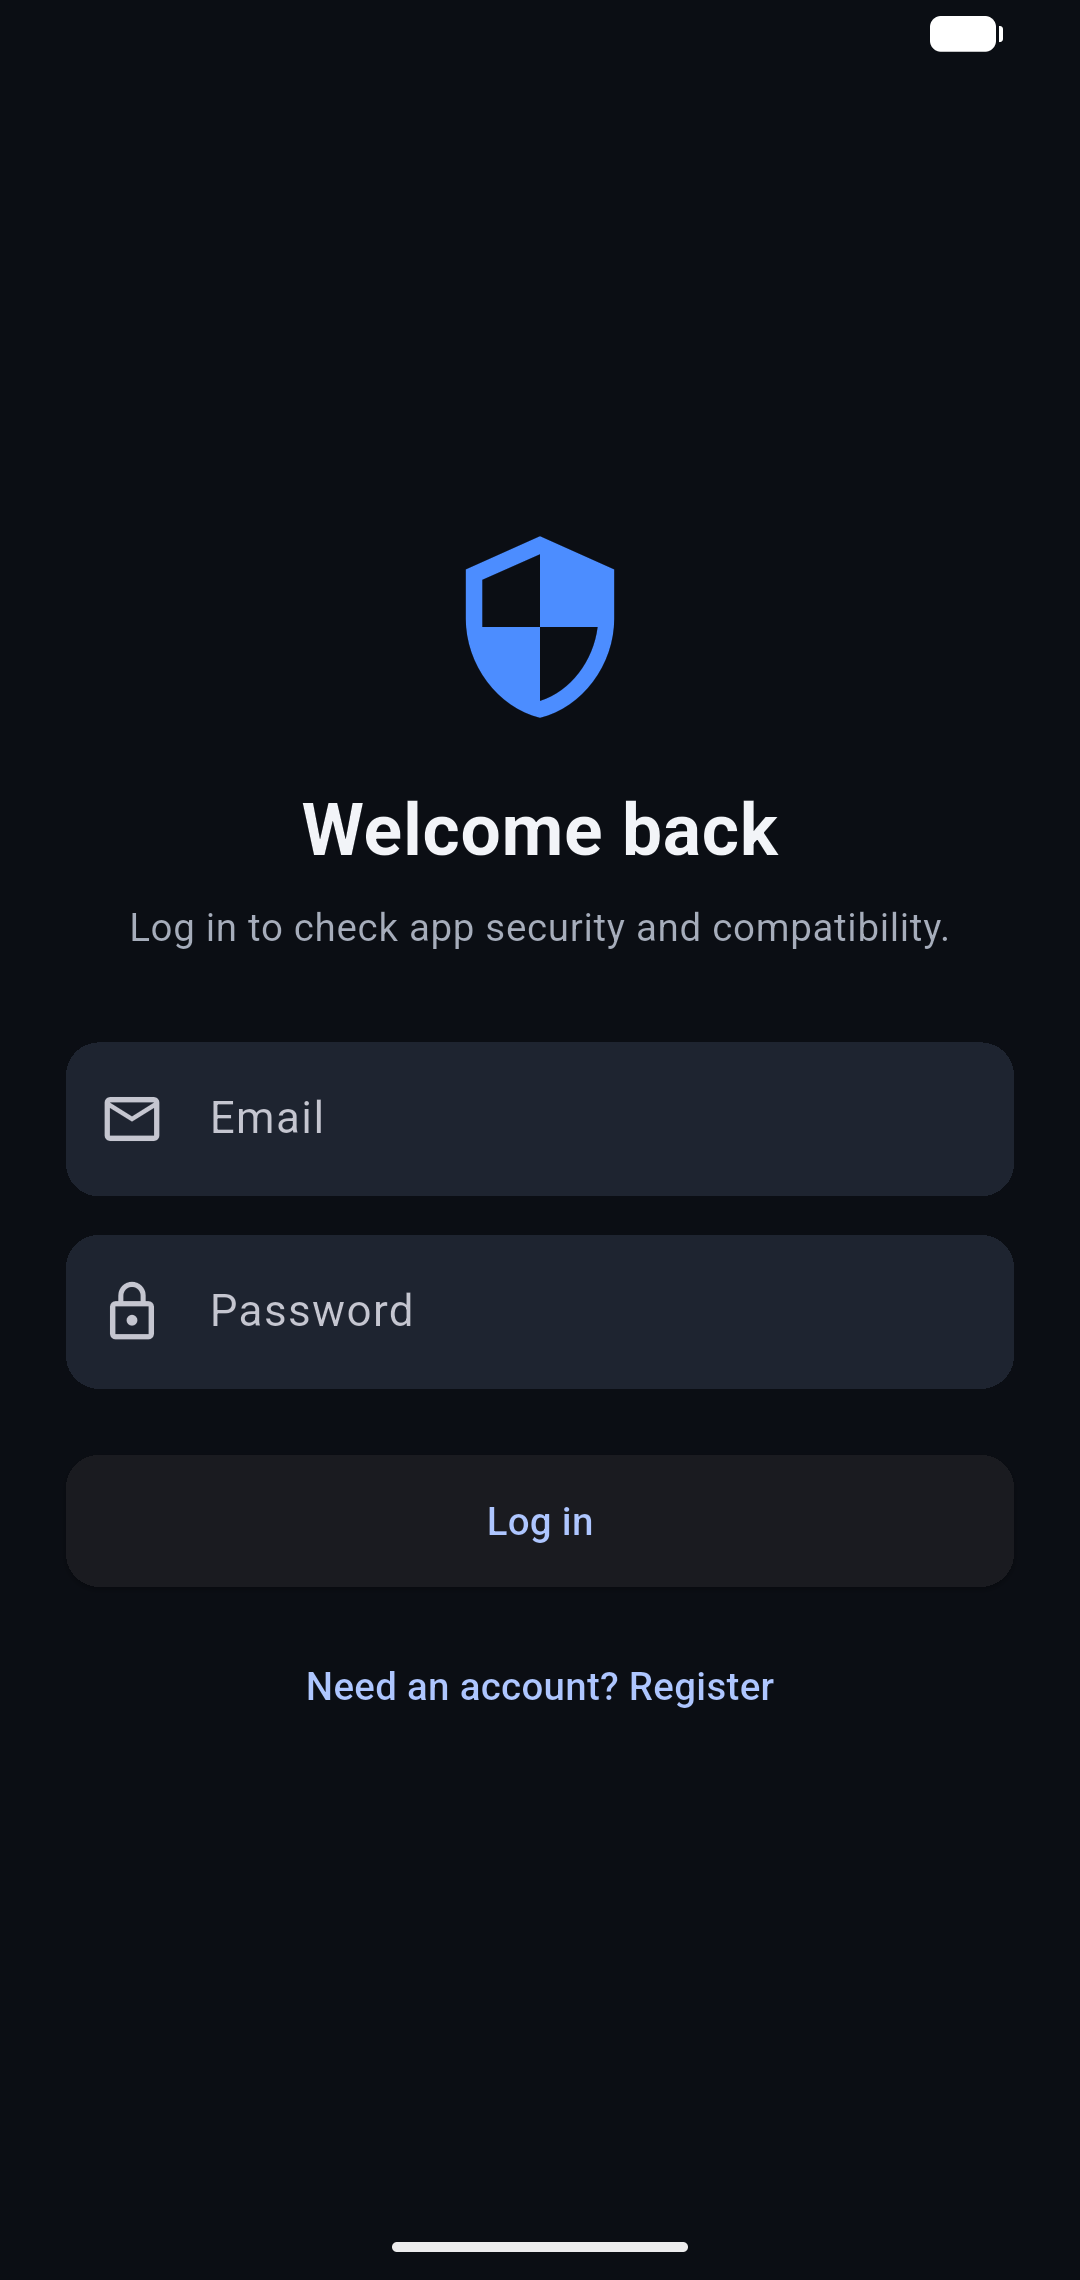 Welcome back
Log in to check app security and compatibility.
Email
Password
Log in
Need an account? Register